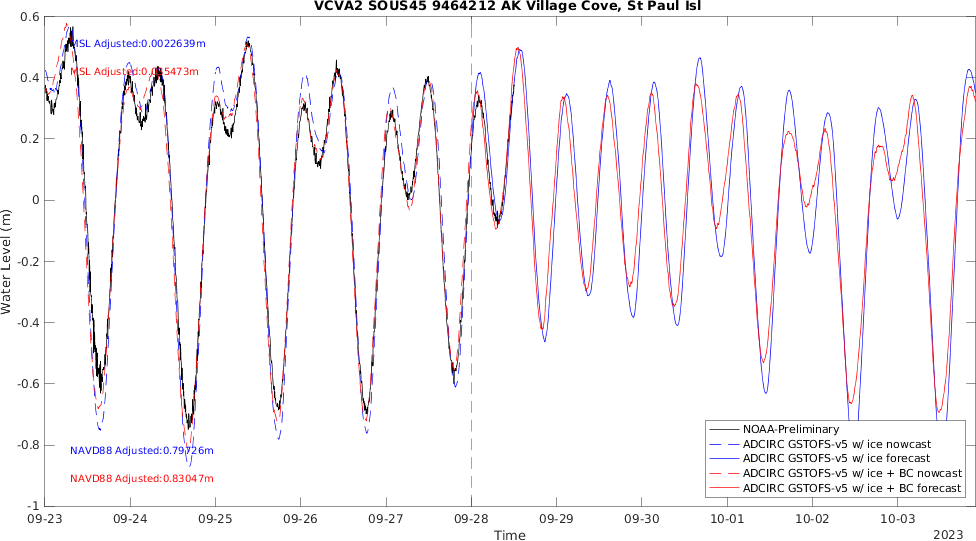 VCVA2 SOUS45 9464212 AK Village Cove, St Paul Isl
0.6
0.4
0.2
0
-0.2
-0.4
-0.6
-0.8
-1
Water Level (m)
MSL Adjusted:0.0022639m
MSL
NAVD88 Adjusted:0.79726m
NAVD88 Adjusted:0.83047m
NOAA-Preliminary
ADCIRC GSTOFS-v5 w/ ice nowcast
ADCIRC GSTOFS-v5 w/ ice forecast
ADCIRC GSTOFS-v5 w/ ice + BC nowcast
ADCIRC GSTOFS-v5 w/ ice + BC forecast
09-23 09-24 09-25 09-26 09-27 09-28 09-29 09-30 10-01 10-02 10-03
Time
2023